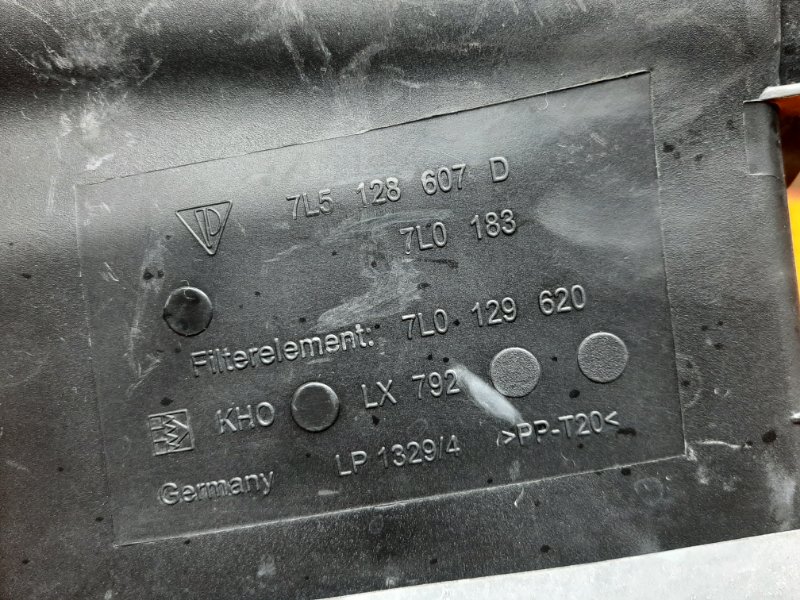 7L5 128 607 D
7L0 183
Filterelement: 7L0 129 620
KHO LX 792
LP 1329/4 >PP-T20<
Germany